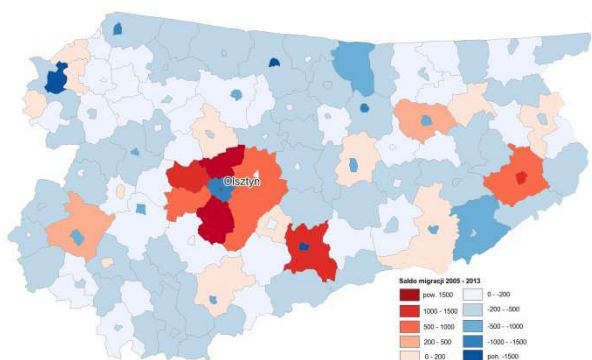 Olsztyn
Saldo migracji 2005 - 2013
pow. 1500
1000 - 1500
500 - 1000
200 - 500
0 - 200
0 - -200
-200 - -500
-500 - -1000
-1000 - -1500
pon. -1500